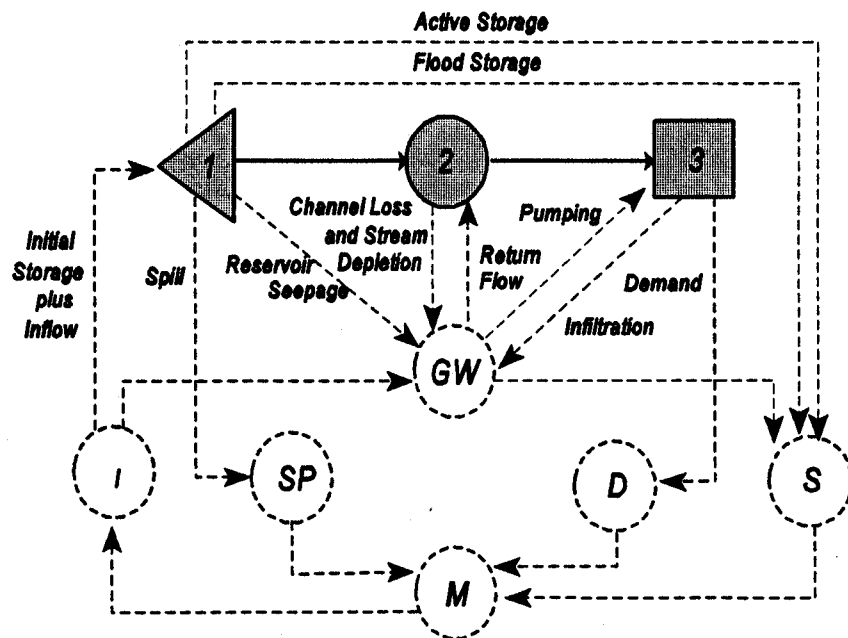 Active Storage
Flood Storage
1
2
3
Initial
Storage
plus
Inflow
Spill
Reservoir
Seepage
Channel Loss
and Stream
Depletion
Return
Flow
Pumping
Infiltration
Demand
GW
I
SP
D
S
M